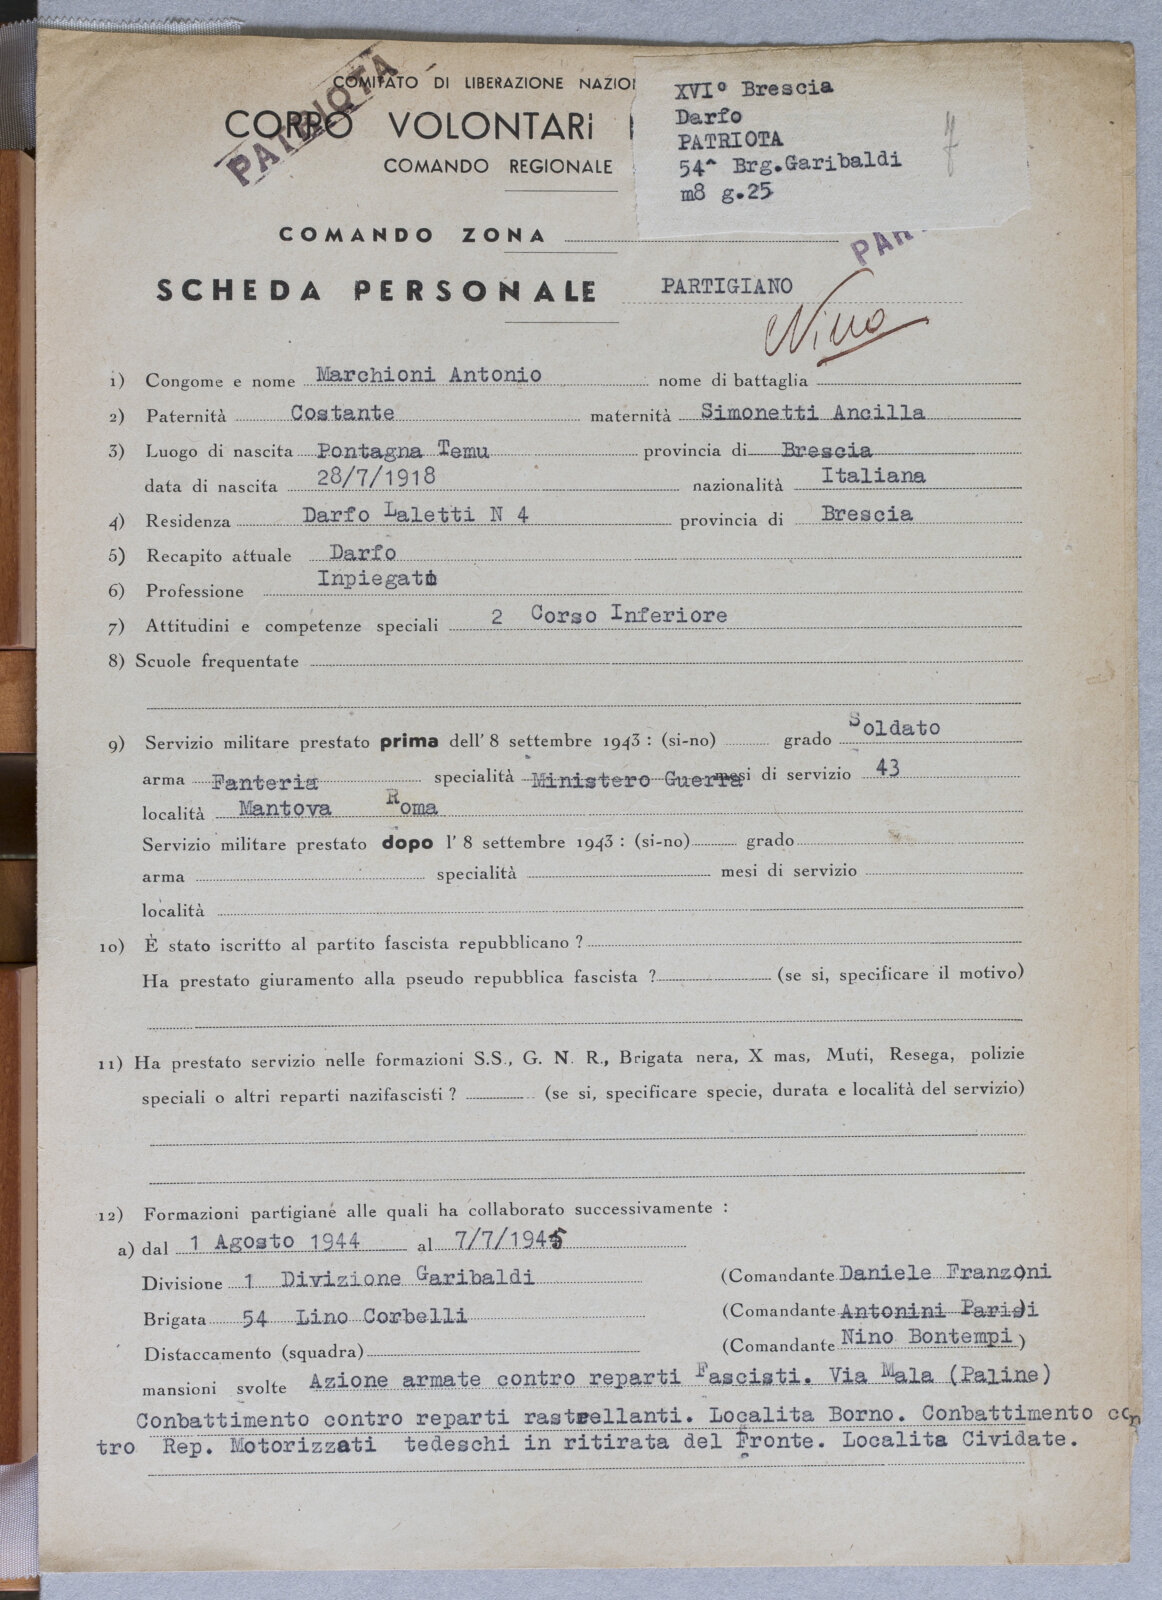 COMITATO DI LIBERAZIONE NAZIO
PATRIOTA
CORPO VOLONTARi
COMANDO REGIONALE
XVIº Brescia
Darfo
PATRIOTA
54^ Brg.Garibaldi
m8 g.25
COMANDO ZONA
PAR
SCHEDA PERSONALE PARTIGIANO
Nino
1) Congome e nome Marchioni Antonio nome di battaglia
2) Paternità Costante maternità Simonetti Ancilla
3) Luogo di nascita Pontagna Temu provincia di Brescia
data di nascita 28/7/1918 nazionalità Italiana
4) Residenza Darfo Laletti N 4 provincia di Brescia
5) Recapito attuale Darfo
6) Professione Inpiegato
7) Attitudini e competenze speciali 2 Corso Inferiore
8) Scuole frequentate
9) Servizio militare prestato prima dell' 8 settembre 1943 : (si-no) grado Soldato
arma Fanteria specialità Ministero Guerra mesi di servizio 43
località Mantova Roma
Servizio militare prestato dopo l' 8 settembre 1943 : (si-no) grado
arma specialità mesi di servizio
località
10) È stato iscritto al partito fascista repubblicano ?
Ha prestato giuramento alla pseudo repubblica fascista ? (se si, specificare il motivo)
11) Ha prestato servizio nelle formazioni S.S., G. N. R., Brigata nera, X mas, Muti, Resega, polizie
speciali o altri reparti nazifascisti ? (se si, specificare specie, durata e località del servizio)
12) Formazioni partigiane alle quali ha collaborato successivamente :
a) dal 1 Agosto 1944 al 7/7/1945
Divisione 1 Divizione Garibaldi (Comandante Daniele Franzoni)
Brigata 54 Lino Corbelli (Comandante Antonini Parisi)
Distaccamento (squadra) (Comandante Nino Bontempi)
mansioni svolte Azione armate contro reparti Fascisti. Via Mala (Paline)
Conbattimento contro reparti rastrellanti. Localita Borno. Conbattimento con
tro Rep. Motorizzati tedeschi in ritirata del Fronte. Localita Cividate.